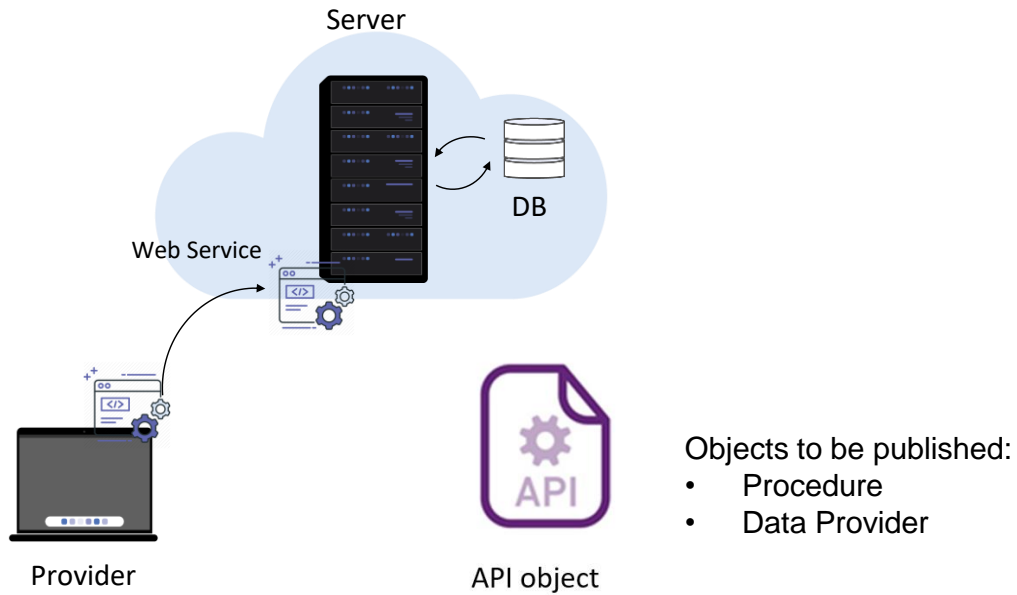 Server
DB
Web Service
</>
</>
API
Objects to be published:
• Procedure
• Data Provider
Provider
API object